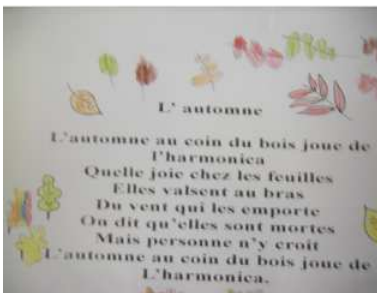 L' automne
L'automne au coin du bois joue de
l'harmonica
Quelle joie chez les feuilles
Elles valsent au bras
Du vent qui les emporte
On dit qu'elles sont mortes
Mais personne n'y croit
L'automne au coin du bois joue de
L'harmonica.